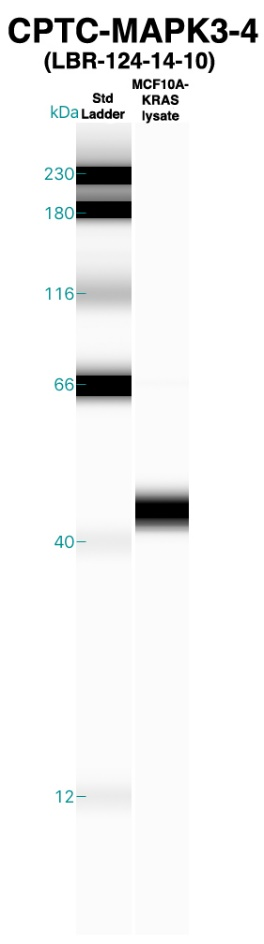 CPTC-MAPK3-4
(LBR-124-14-10)
kDa
Std
Ladder
MCF10A-
KRAS
lysate
230
180
116
66
40
12